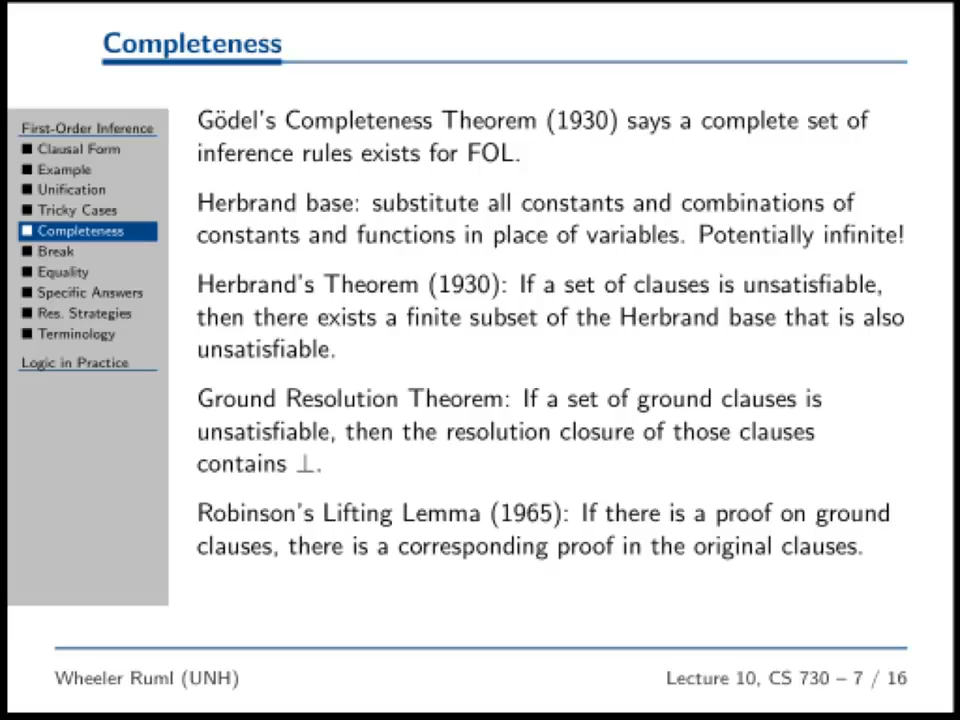 Completeness
First-Order Inference
Clausal Form
Example
Unification
Tricky Cases
Completeness
Break
Equality
Specific Answers
Res. Strategies
Terminology
Logic in Practice
Gödel's Completeness Theorem (1930) says a complete set of
inference rules exists for FOL.
Herbrand base: substitute all constants and combinations of
constants and functions in place of variables. Potentially infinite!
Herbrand's Theorem (1930): If a set of clauses is unsatisfiable,
then there exists a finite subset of the Herbrand base that is also
unsatisfiable.
Ground Resolution Theorem: If a set of ground clauses is
unsatisfiable, then the resolution closure of those clauses
contains ⊥.
Robinson's Lifting Lemma (1965): If there is a proof on ground
clauses, there is a corresponding proof in the original clauses.
Wheeler Ruml (UNH)
Lecture 10, CS 730 – 7 / 16